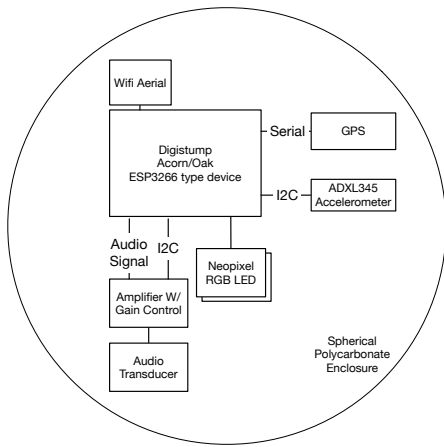 Wifi Aerial
Digistump
Acorn/Oak
ESP3266 type device
Serial
GPS
I2C
ADXL345
Accelerometer
Audio
Signal
I2C
Neopixel
RGB LED
Amplifier W/
Gain Control
Audio
Transducer
Spherical
Polycarbonate
Enclosure